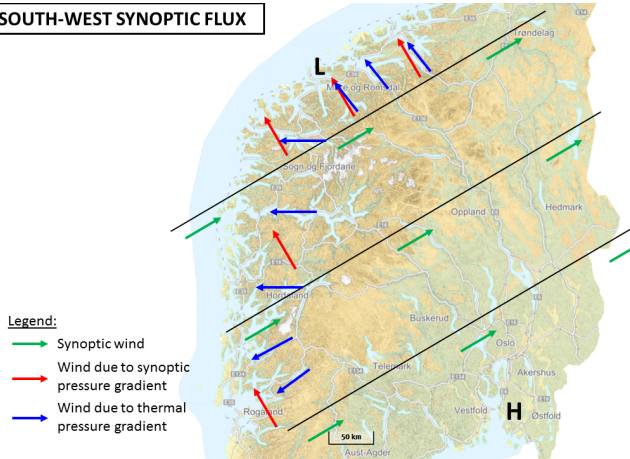 SOUTH-WEST SYNOPTIC FLUX
Trøndelag
L
Møre og Romsdal
Sogn og Fjordane
Oppland
Hedmark
Hordaland
Buskerud
Oslo
Akershus
Telemark
Rogaland
Vestfold
H
Østfold
50 km
Aust-Agder
Legend:
Synoptic wind
Wind due to synoptic
pressure gradient
Wind due to thermal
pressure gradient